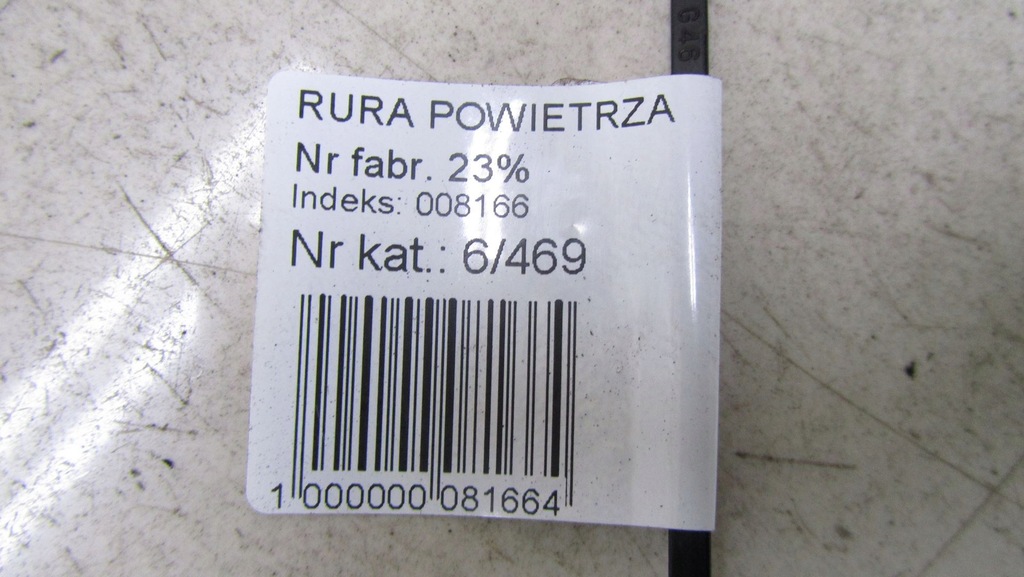 RURA POWIETRZA
Nr fabr. 23%
Indeks: 008166
Nr kat.: 6/469
1 000000 081664